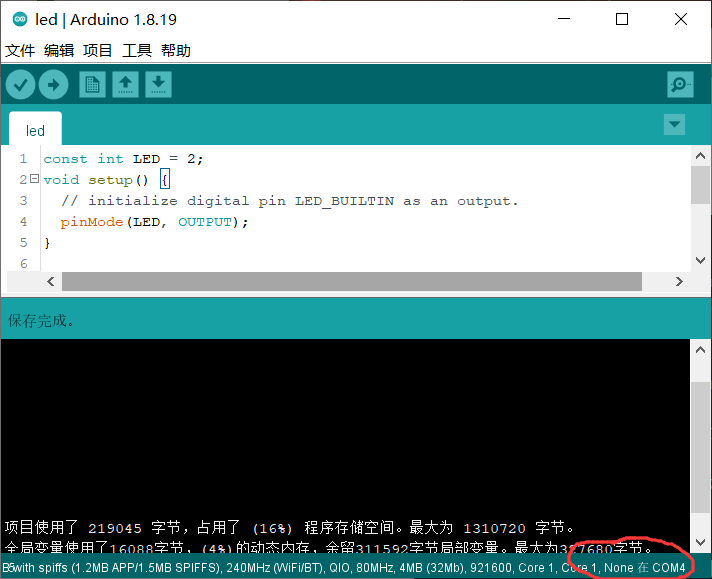 led | Arduino 1.8.19
文件 编辑 项目 工具 帮助
led
1 const int LED = 2;
2 void setup() {
3 // initialize digital pin LED_BUILTIN as an output.
4 pinMode(LED, OUTPUT);
5 }
6
保存完成。
项目使用了 219045 字节,占用了 (16%) 程序存储空间。最大为 1310720 字节。
全局变量使用了16088字节,(4%)的动态内存,余留311592字节局部变量。最大为327680字节。
with spiffs (1.2MB APP/1.5MB SPIFFS), 240MHz (WiFi/BT), QIO, 80MHz, 4MB (32Mb), 921600, Core 1, Core 1, None 在 COM4